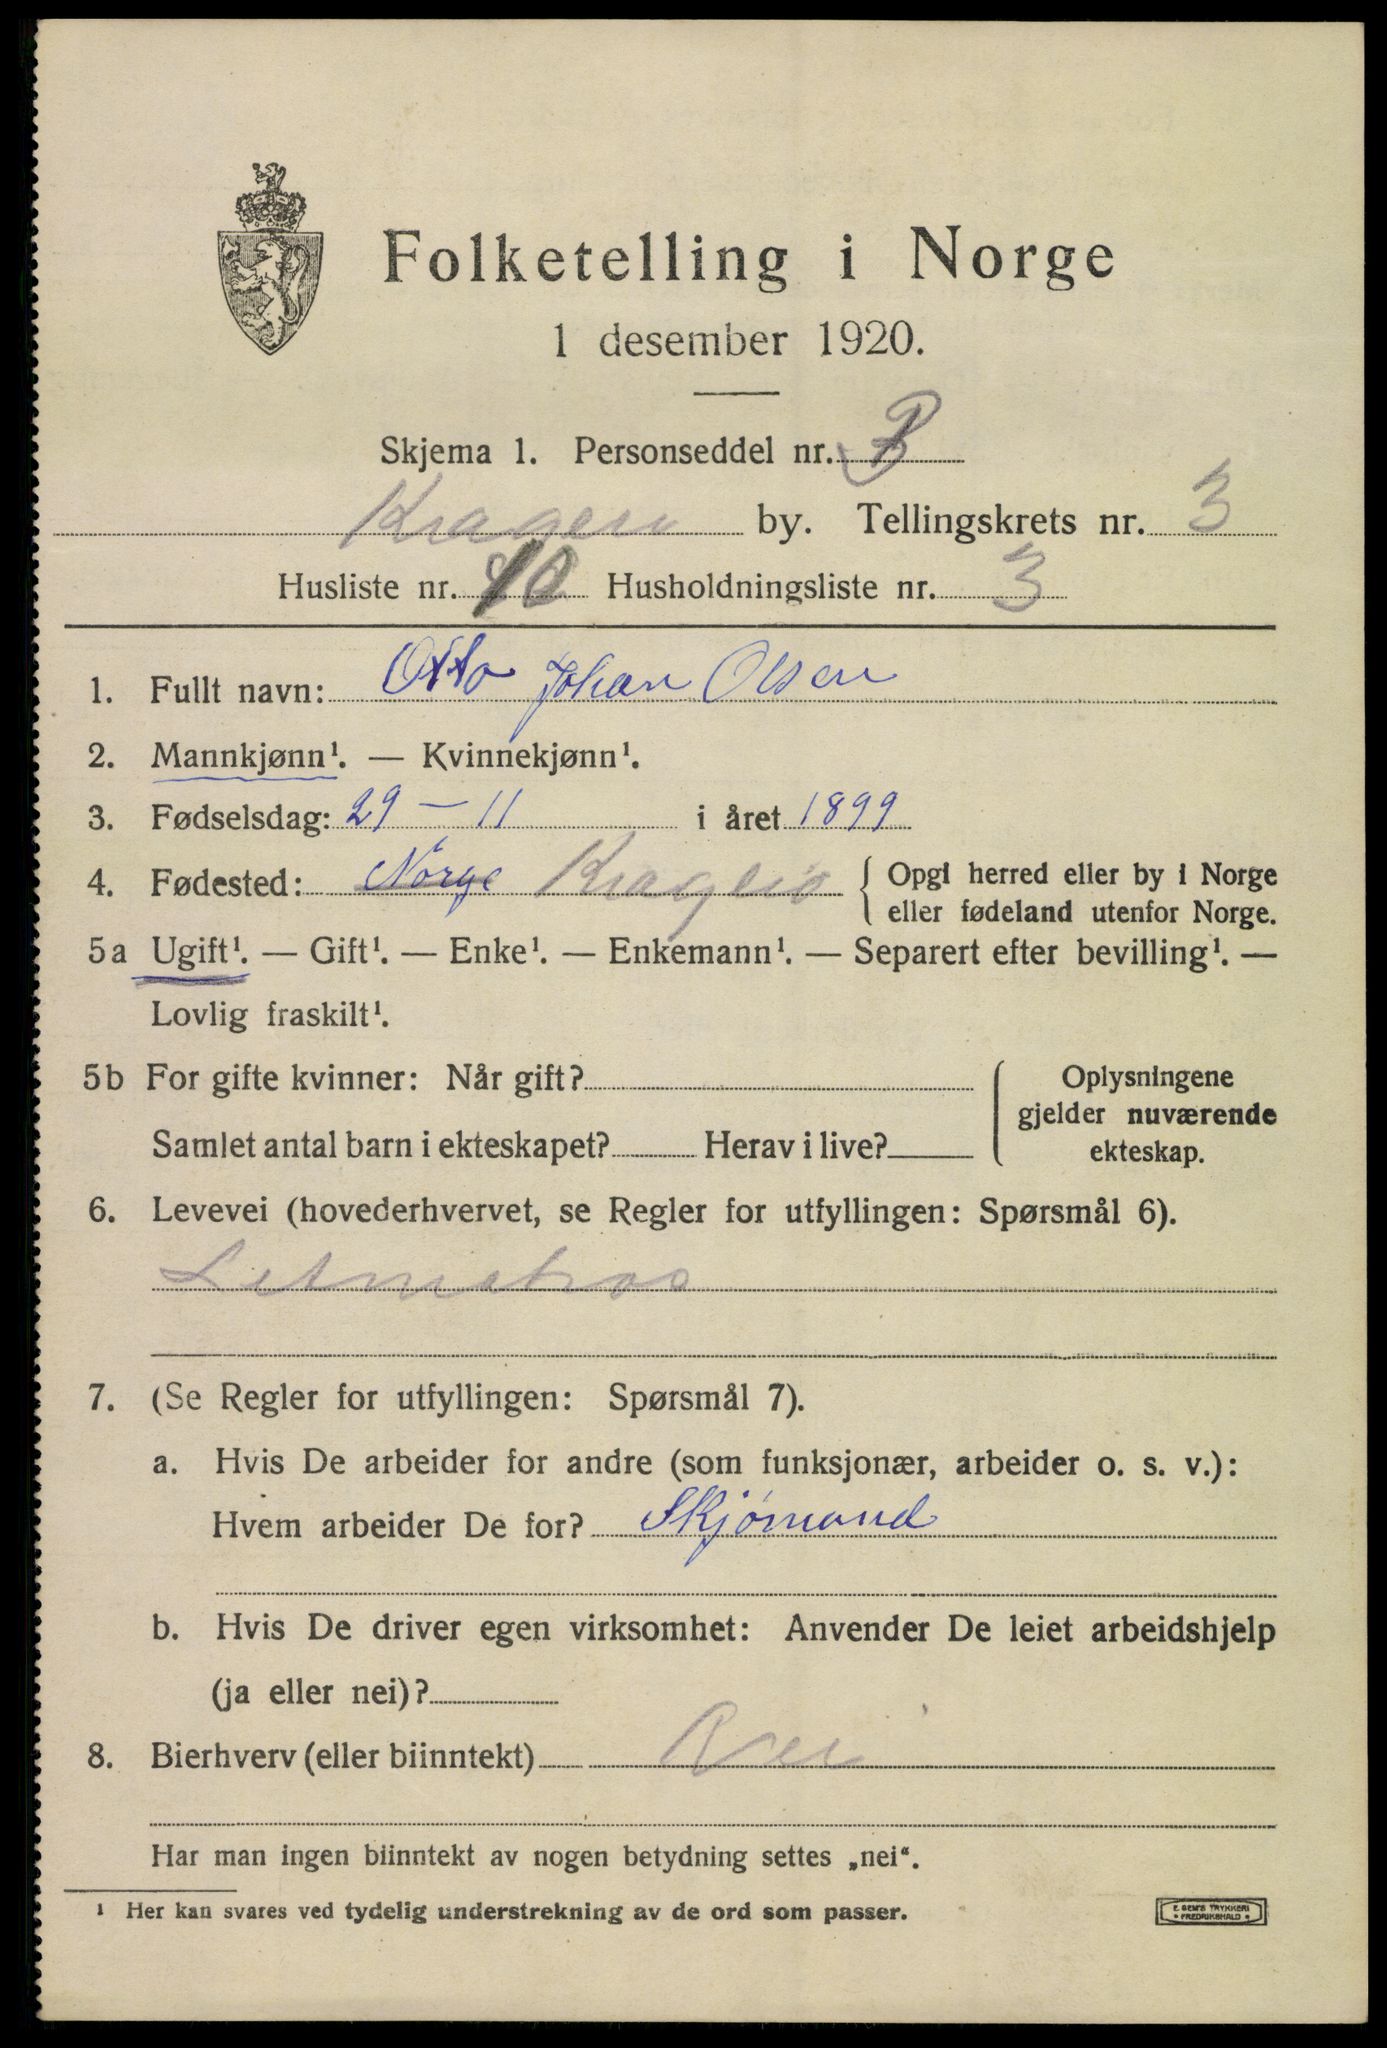 Folketelling i Norge
1 desember 1920.
Skjema 1. Personseddel nr.
Kragerø by. Tellingskrets nr. 3
Husliste nr. 10 Husholdningsliste nr. 3
1. Fullt navn: Otto Johan Olsen
2. Mannkjønn¹. — Kvinnekjønn¹.
3. Fødselsdag: 29 – 11 i året 1899
4. Fødested: Norge Kragerø { Opgi herred eller by i Norge
eller fødeland utenfor Norge.
5a Ugift¹. — Gift¹. — Enke¹. — Enkemann¹. — Separert efter bevilling¹. —
Lovlig fraskilt¹.
5b For gifte kvinner: Når gift? Oplysningene
gjelder nuværende
Samlet antal barn i ekteskapet? Herav i live? ekteskap.
6. Levevei (hovederhvervet, se Regler for utfyllingen: Spørsmål 6).
Letmatros
7. (Se Regler for utfyllingen: Spørsmål 7).
a. Hvis De arbeider for andre (som funksjonær, arbeider o. s. v.):
Hvem arbeider De for? Skjömand
b. Hvis De driver egen virksomhet: Anvender De leiet arbeidshjelp
(ja eller nei)?
8. Bierhverv (eller biinntekt) Nei
Har man ingen biinntekt av nogen betydning settes „nei“.
¹ Her kan svares ved tydelig understrekning av de ord som passer.
E. SEM'S TRYKKERI
• FREDRIKSHALD •